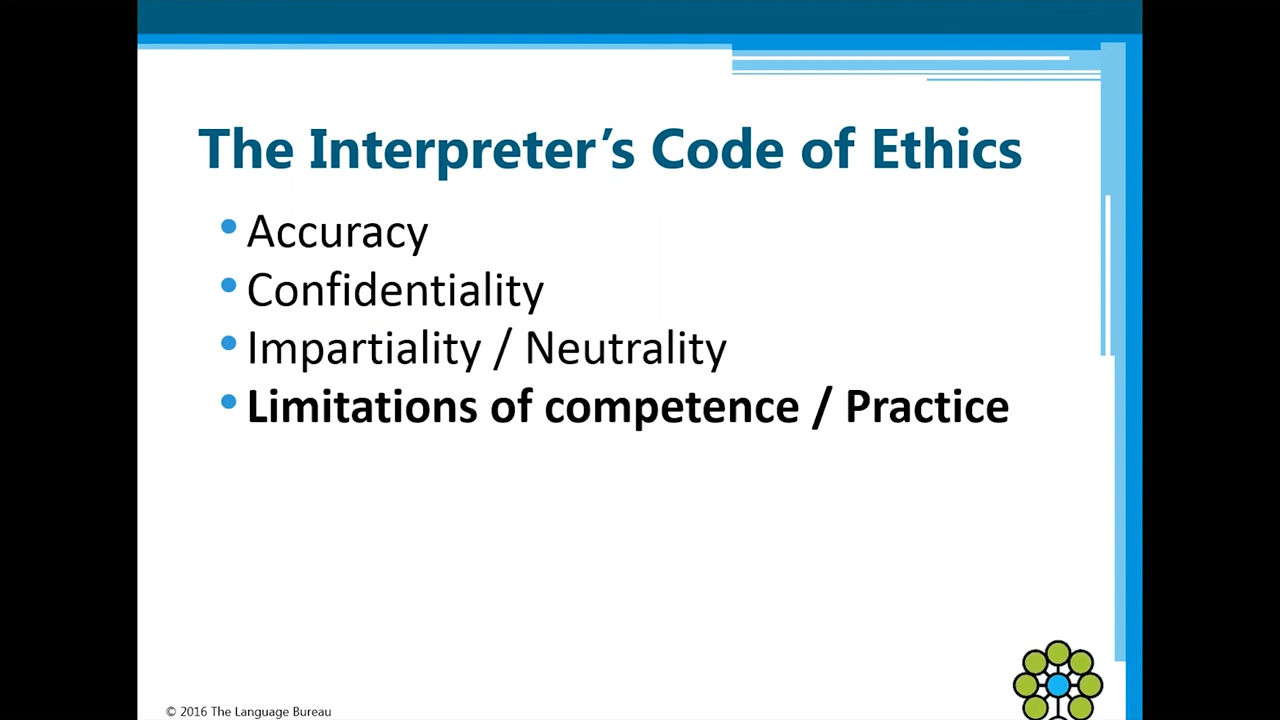 The Interpreter’s Code of Ethics
• Accuracy
• Confidentiality
• Impartiality / Neutrality
• Limitations of competence / Practice
© 2016 The Language Bureau